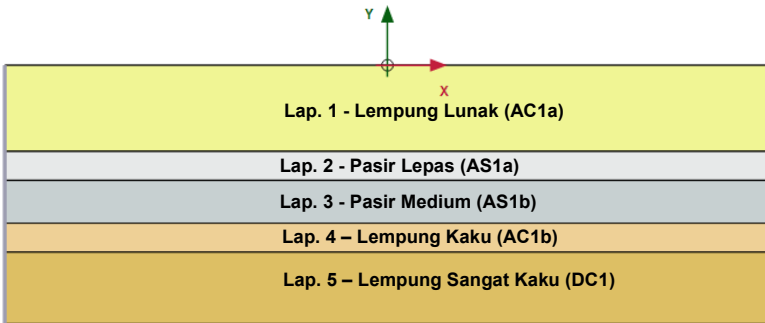 Y
X
Lap. 1 - Lempung Lunak (AC1a)
Lap. 2 - Pasir Lepas (AS1a)
Lap. 3 - Pasir Medium (AS1b)
Lap. 4 – Lempung Kaku (AC1b)
Lap. 5 – Lempung Sangat Kaku (DC1)